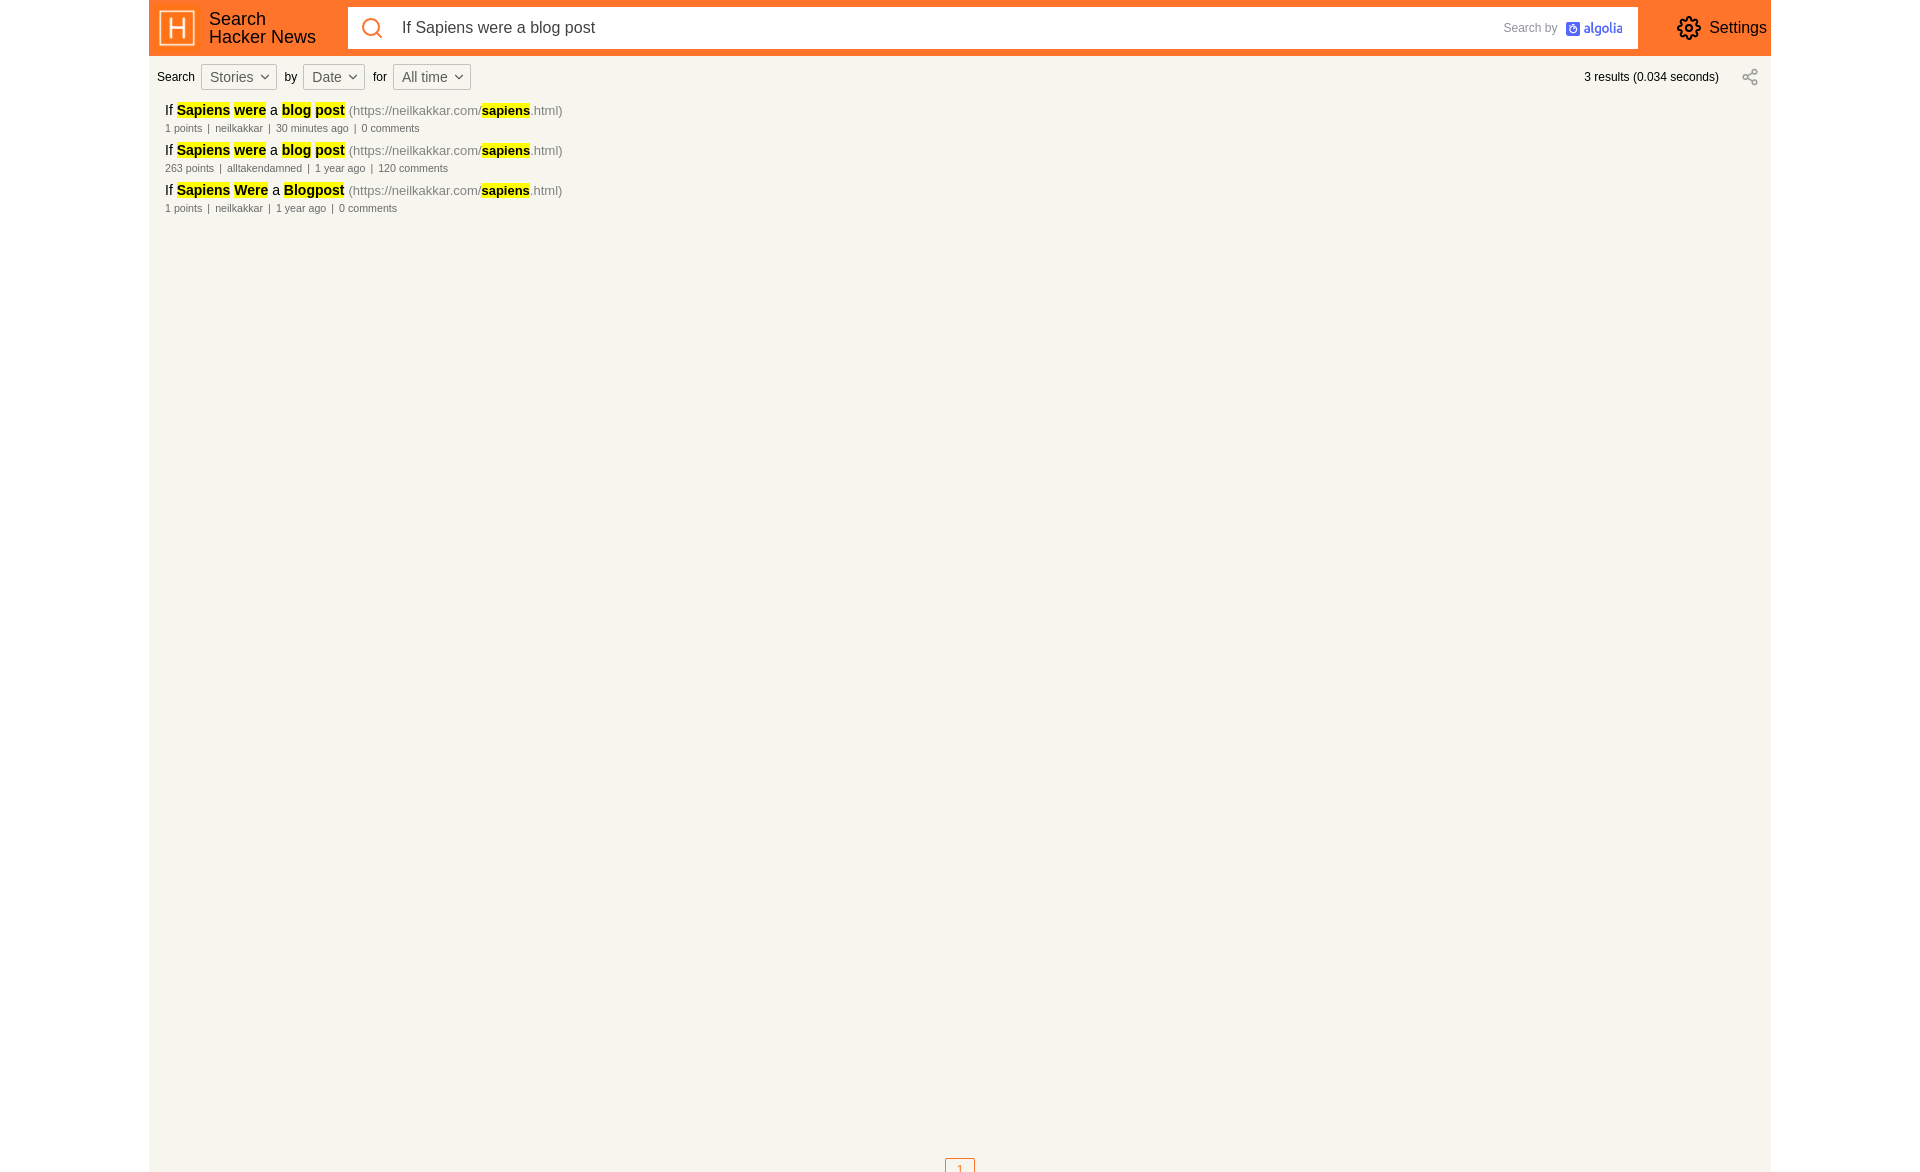 Search
Hacker News
If Sapiens were a blog post
Search by algolia
Settings
Search Stories by Date for All time
3 results (0.034 seconds)
If Sapiens were a blog post (https://neilkakkar.com/sapiens.html)
1 points | neilkakkar | 30 minutes ago | 0 comments
If Sapiens were a blog post (https://neilkakkar.com/sapiens.html)
263 points | alltakendamned | 1 year ago | 120 comments
If Sapiens Were a Blogpost (https://neilkakkar.com/sapiens.html)
1 points | neilkakkar | 1 year ago | 0 comments
1